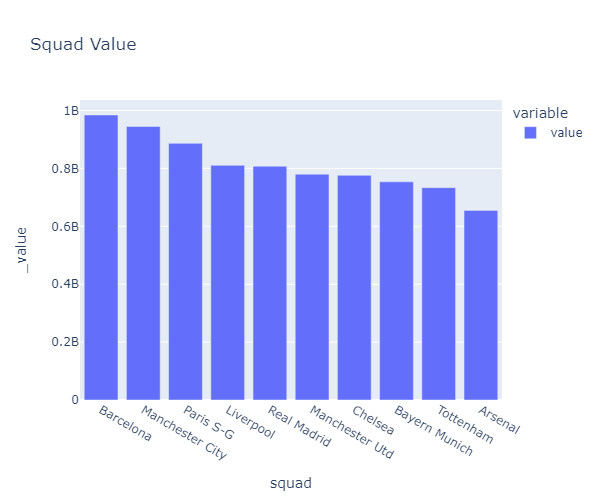 Squad Value
1B
0.8B
0.6B
0.4B
0.2B
0
_value
Barcelona
Manchester City
Paris S-G
Liverpool
Real Madrid
Manchester Utd
Chelsea
Bayern Munich
Tottenham
Arsenal
squad
variable
value